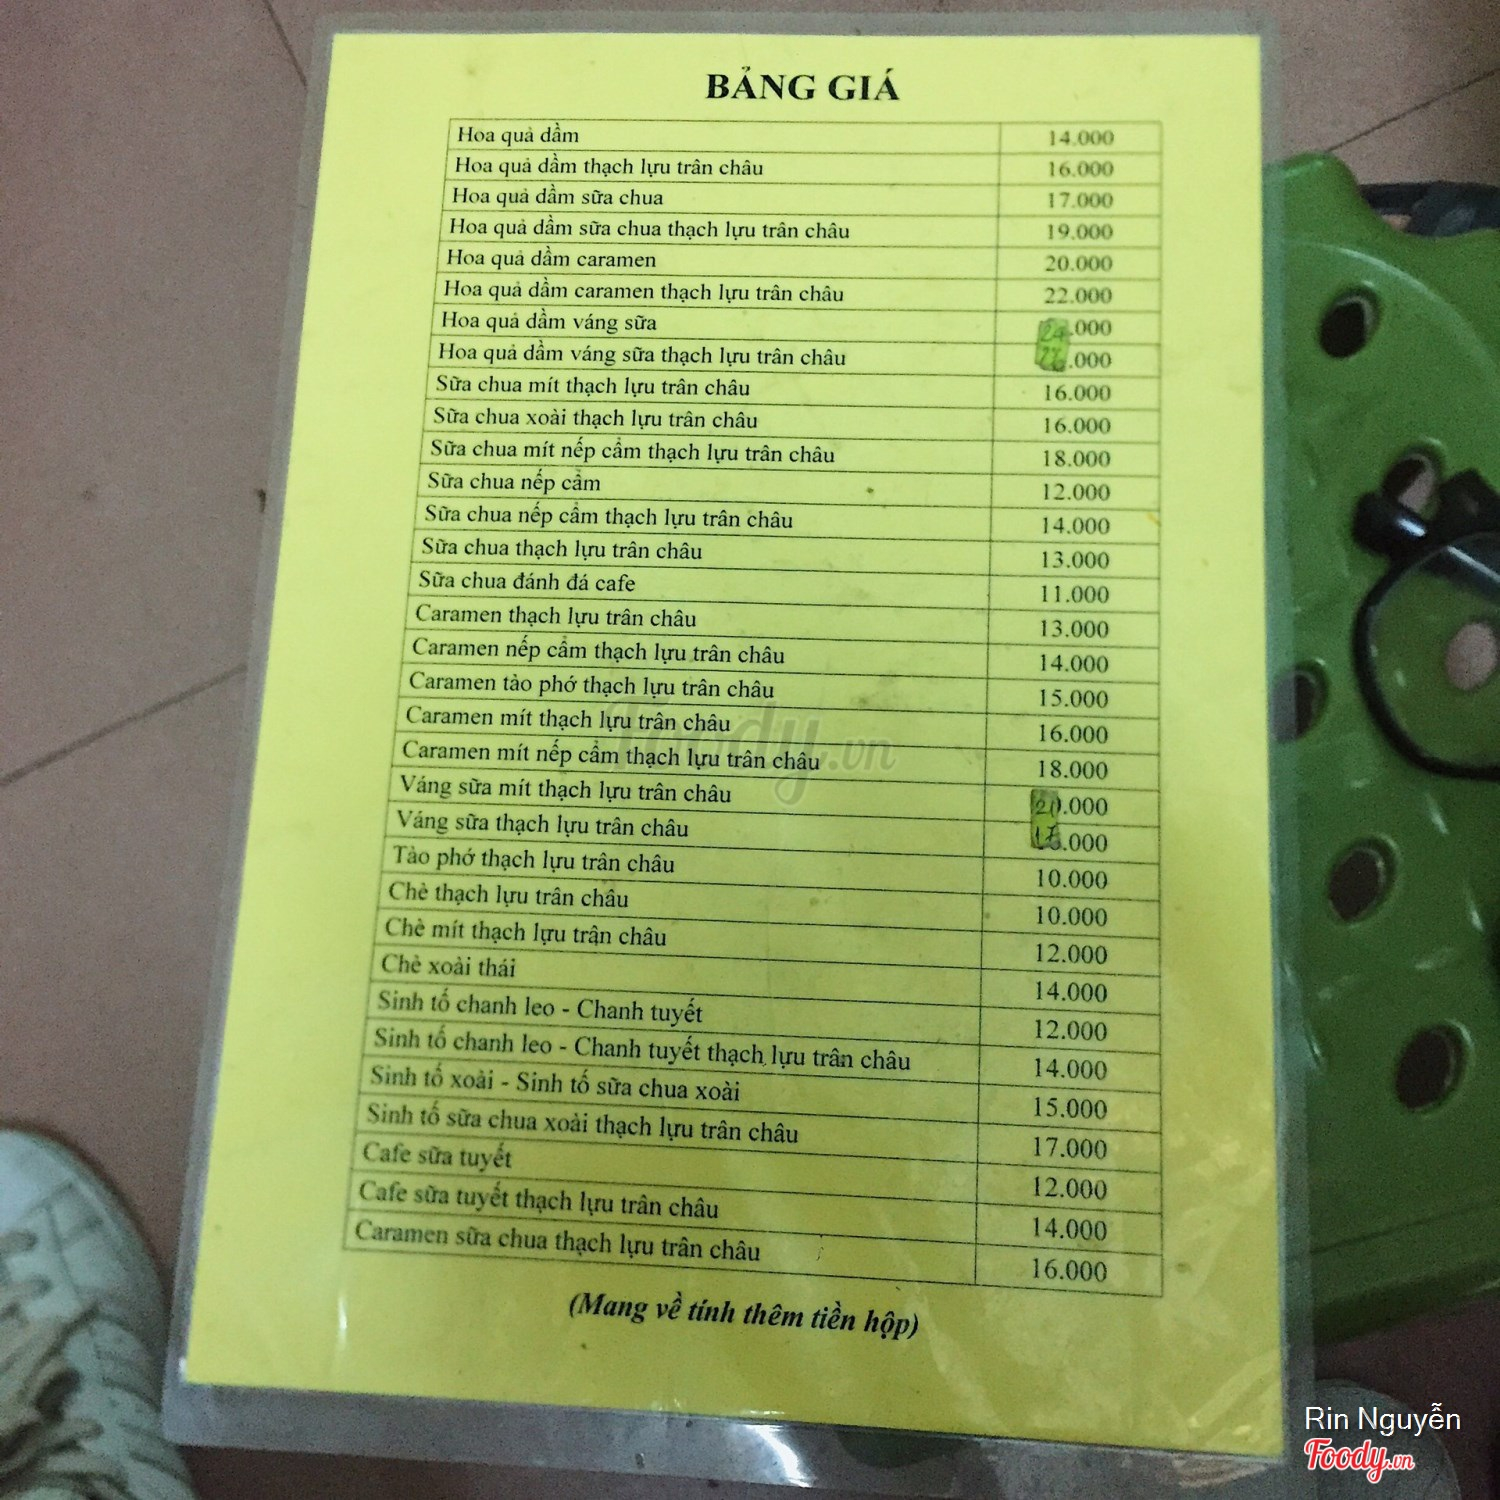 BẢNG GIÁ
Hoa quả dầm 14.000
Hoa quả dầm thạch lựu trân châu 16.000
Hoa quả dầm sữa chua 17.000
Hoa quả dầm sữa chua thạch lựu trân châu 19.000
Hoa quả dầm caramen 20.000
Hoa quả dầm caramen thạch lựu trân châu 22.000
Hoa quả dầm váng sữa .000
Hoa quả dầm váng sữa thạch lựu trân châu .000
Sữa chua mít thạch lựu trân châu 16.000
Sữa chua xoài thạch lựu trân châu 16.000
Sữa chua mít nếp cẩm thạch lựu trân châu 18.000
Sữa chua nếp cẩm 12.000
Sữa chua nếp cẩm thạch lựu trân châu 14.000
Sữa chua thạch lựu trân châu 13.000
Sữa chua đánh đá cafe 11.000
Caramen thạch lựu trân châu 13.000
Caramen nếp cẩm thạch lựu trân châu 14.000
Caramen tào phớ thạch lựu trân châu 15.000
Caramen mít thạch lựu trân châu 16.000
Caramen mít nếp cẩm thạch lựu trân châu 18.000
Váng sữa mít thạch lựu trân châu .000
Váng sữa thạch lựu trân châu .000
Tào phớ thạch lựu trân châu 10.000
Chè thạch lựu trân châu 10.000
Chè mít thạch lựu trân châu 12.000
Chè xoài thái 14.000
Sinh tố chanh leo - Chanh tuyết 12.000
Sinh tố chanh leo - Chanh tuyết thạch lựu trân châu 14.000
Sinh tố xoài - Sinh tố sữa chua xoài 15.000
Sinh tố sữa chua xoài thạch lựu trân châu 17.000
Cafe sữa tuyết 12.000
Cafe sữa tuyết thạch lựu trân châu 14.000
Caramen sữa chua thạch lựu trân châu 16.000
(Mang về tính thêm tiền hộp)
Foody.vn
Rin Nguyễn
Foody.vn